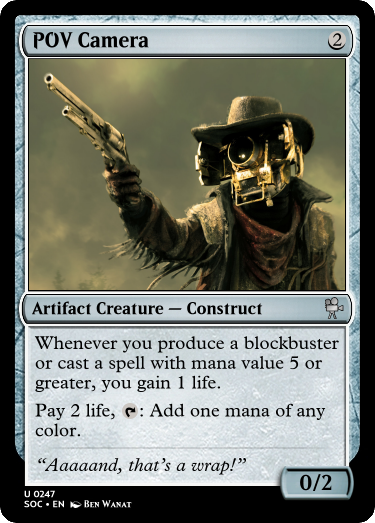 POV Camera 2
Artifact Creature — Construct
Whenever you produce a blockbuster
or cast a spell with mana value 5 or
greater, you gain 1 life.
Pay 2 life, : Add one mana of any
color.
“Aaaaand, that’s a wrap!”
0/2
U 0247
SOC • EN Ben Wanat